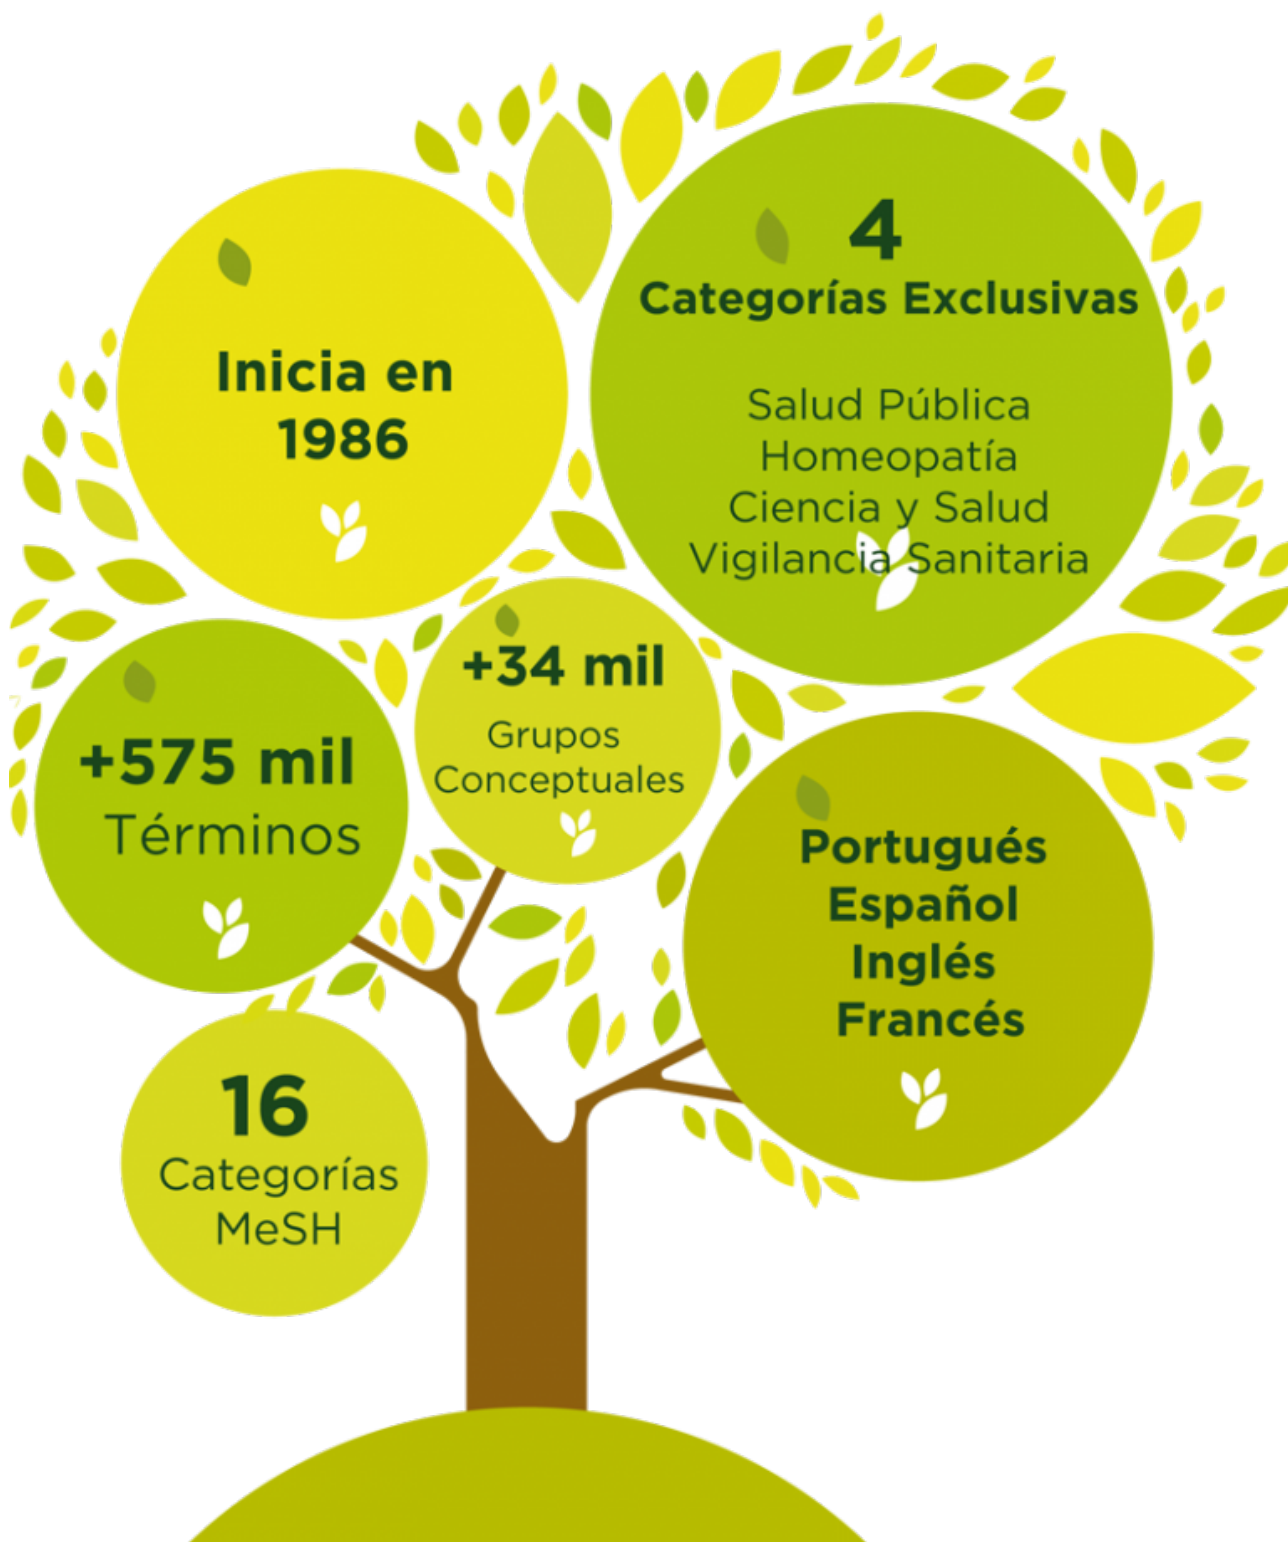 Inicia en
1986
4
Categorías Exclusivas
Salud Pública
Homeopatía
Ciencia y Salud
Vigilancia Sanitaria
+34 mil
Grupos
Conceptuales
+575 mil
Términos
Portugués
Español
Inglés
Francés
16
Categorías
MeSH